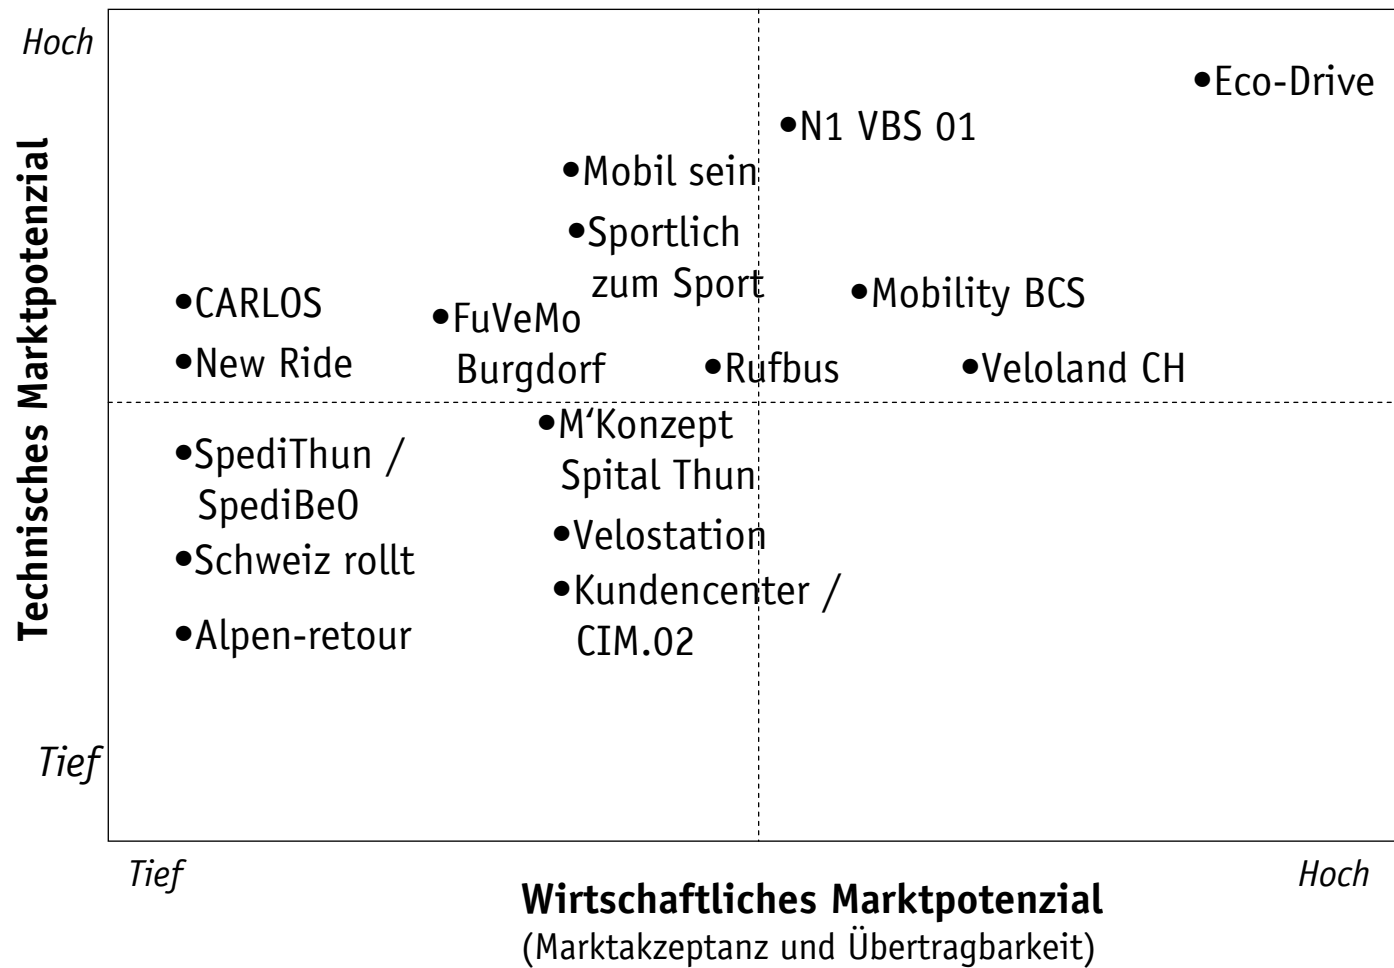 Hoch
•Eco-Drive
•N1 VBS 01
•Mobil sein
•Sportlich
zum Sport
•CARLOS
•FuVeMo
Burgdorf
•Mobility BCS
•New Ride
•Rufbus
•Veloland CH
•M‘Konzept
Spital Thun
•SpediThun /
SpediBeO
•Velostation
•Schweiz rollt
•Kundencenter /
CIM.02
•Alpen-retour
Technisches Marktpotenzial
Tief
Tief
Hoch
Wirtschaftliches Marktpotenzial
(Marktakzeptanz und Übertragbarkeit)